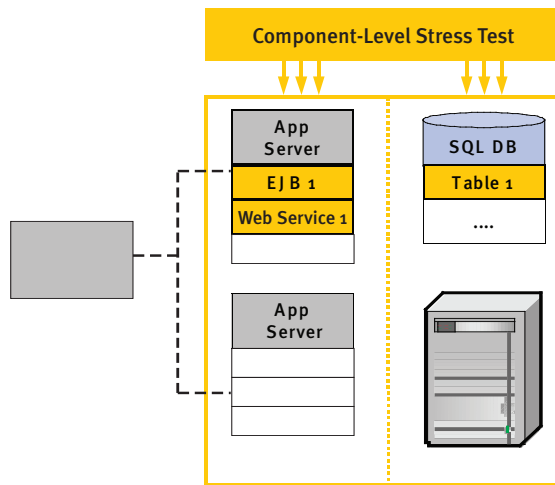 Component-Level Stress Test
App
Server
EJB 1
Web Service 1
SQL DB
Table 1
....
App
Server